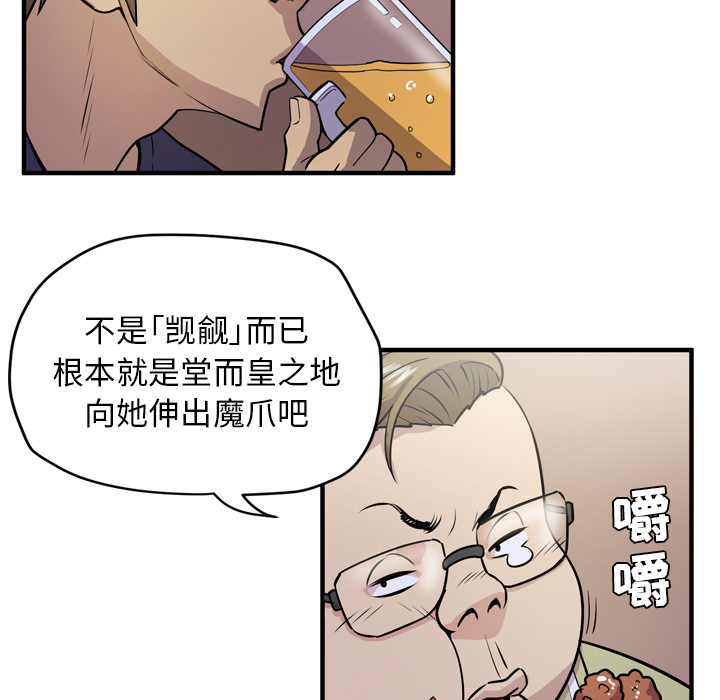 不是「觊觎」而已
根本就是堂而皇之地
向她伸出魔爪吧
嚼
嚼